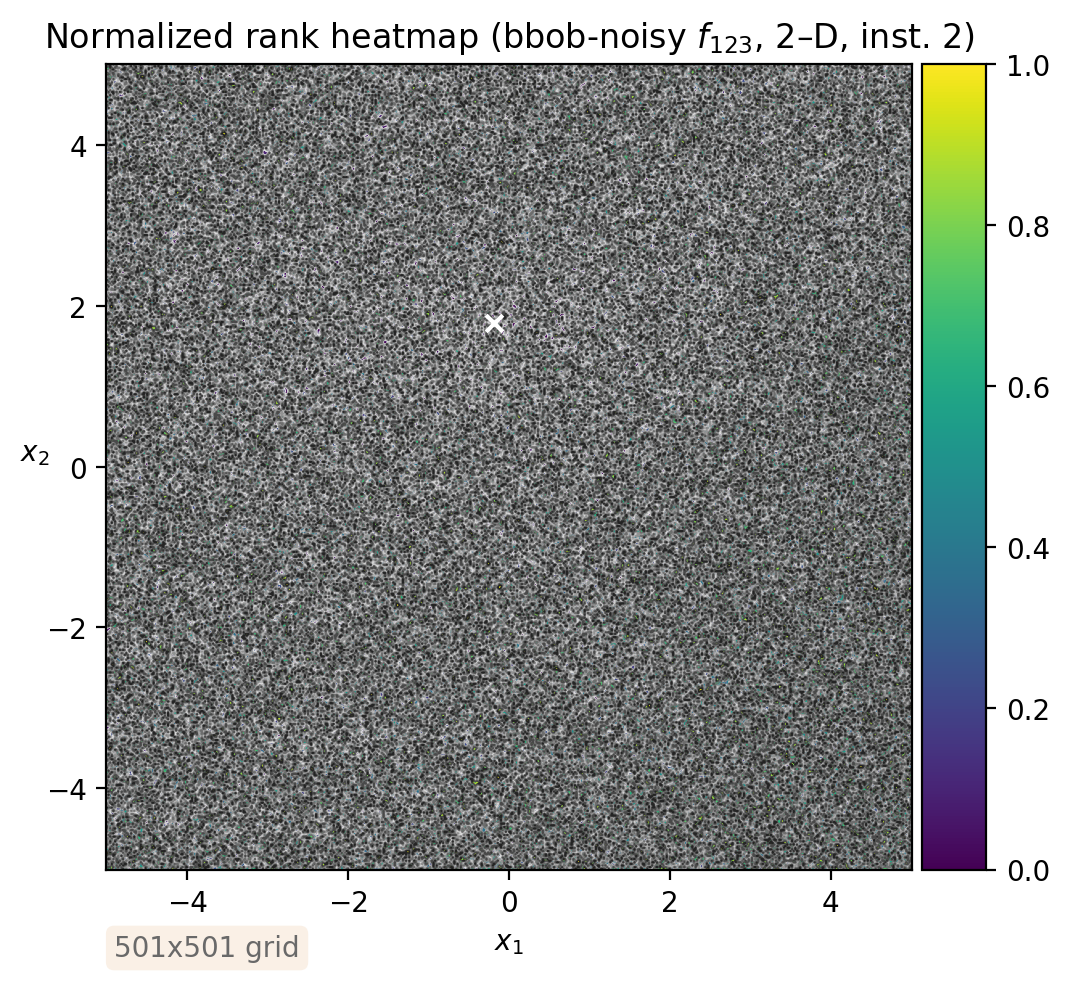 Normalized rank heatmap (bbob-noisy f₁₂₃, 2–D, inst. 2)
1.0
4
0.8
2
0.6
x₂
0
0.4
−2
0.2
−4
0.0
−4 −2 0 2 4
501x501 grid
x₁